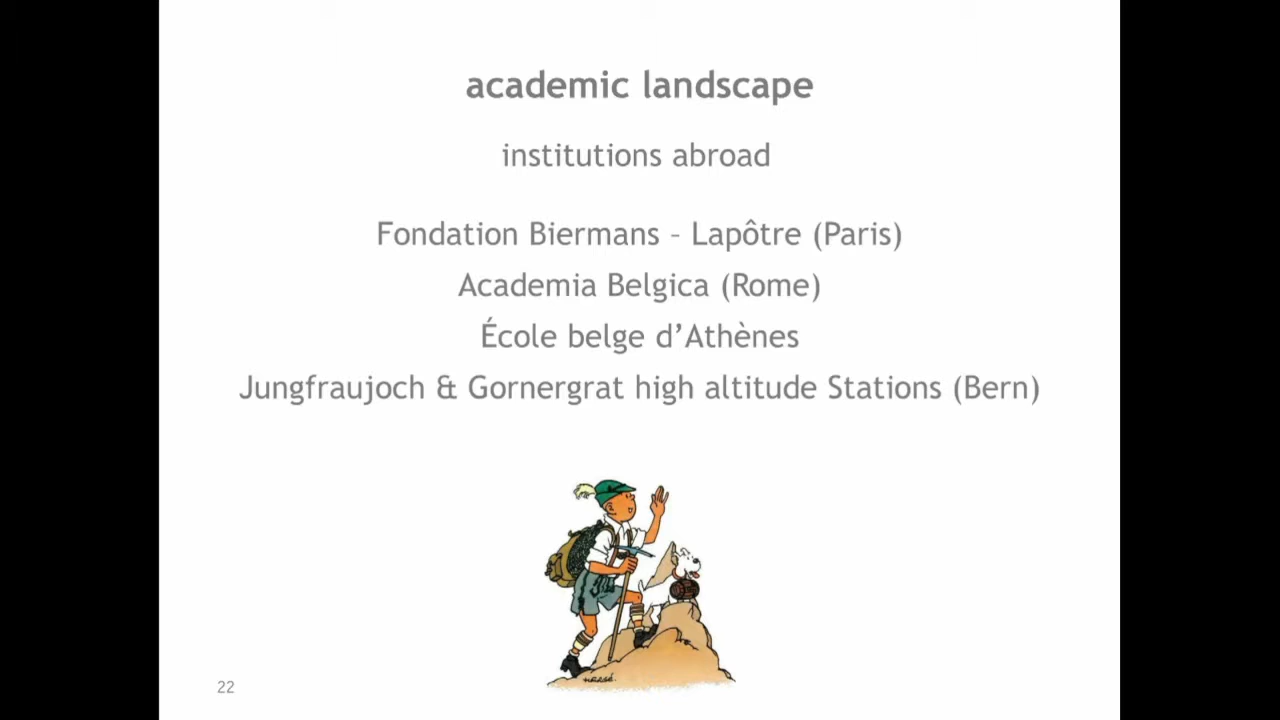 academic landscape
institutions abroad
Fondation Biermans – Lapôtre (Paris)
Academia Belgica (Rome)
École belge d’Athènes
Jungfraujoch & Gornergrat high altitude Stations (Bern)
HERGÉ.
22